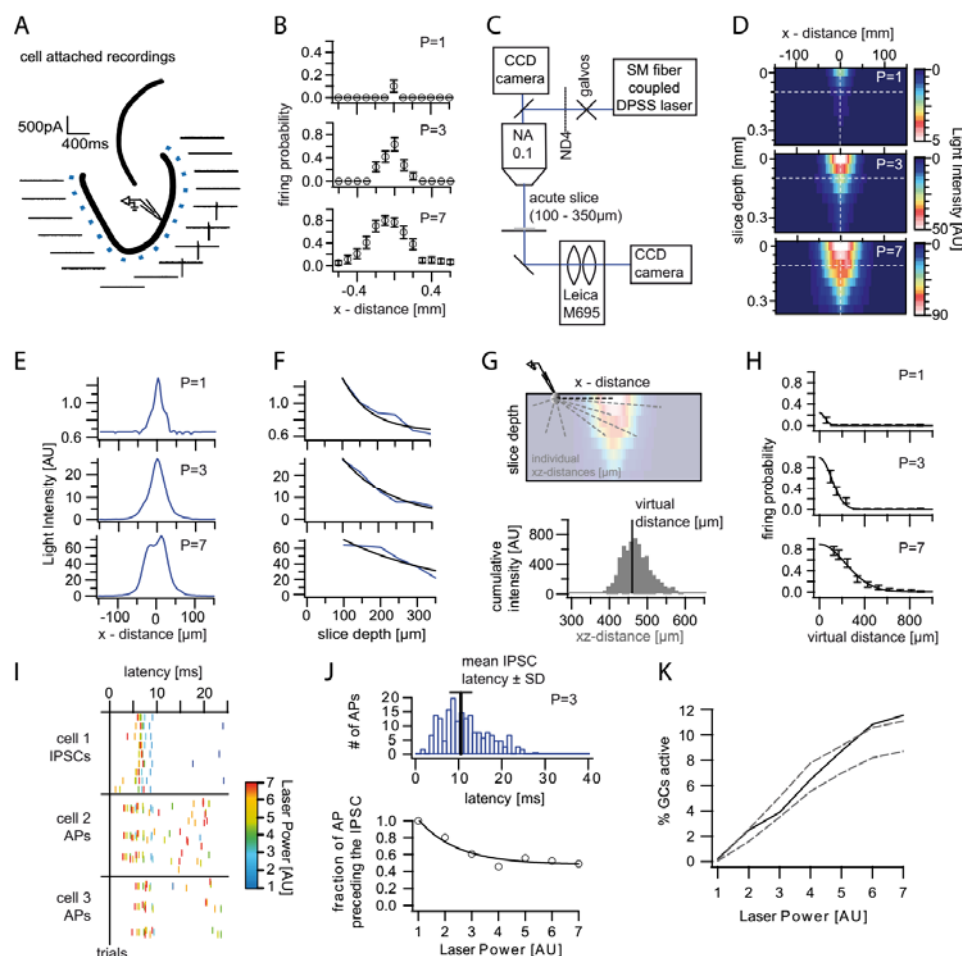 A
cell attached recordings
500pA
400ms
B
firing probability
P=1
0.4
0.2
0.0
P=3
0.8
0.4
0.0
P=7
0.8
0.4
0.0
-0.4
0.0
0.4
x - distance [mm]
C
CCD
camera
galvos
SM fiber
coupled
DPSS laser
ND4
NA
0.1
acute slice
(100 - 350µm)
Leica
M695
CCD
camera
D
x - distance [mm]
-100
0
100
slice depth [mm]
0
0.3
P=1
0
5
0
0.3
P=3
0
50
0
0.3
P=7
0
90
Light Intensity [AU]
E
Light Intensity [AU]
P=1
1.0
0.6
P=3
20
10
0
P=7
60
40
20
0
-100
0
100
x - distance [µm]
F
1.0
0.8
0.6
20
10
0
60
40
20
0
0
100
200
300
slice depth [µm]
G
x - distance
slice depth
individual
xz-distances [µm]
virtual
distance [µm]
cumulative
intensity [AU]
800
400
0
300
400
500
600
xz-distance [µm]
H
firing probability
P=1
0.8
0.4
0.0
P=3
0.8
0.4
0.0
P=7
0.8
0.4
0.0
0
400
800
virtual distance [µm]
I
latency [ms]
0
10
20
cell 1
IPSCs
cell 2
APs
cell 3
APs
trials
7
6
5
4
3
2
1
Laser Power [AU]
J
mean IPSC
latency ± SD
P=3
# of APs
20
15
10
5
0
0
10
20
30
40
latency [ms]
fraction of AP
preceding the IPSC
1.0
0.8
0.6
0.4
0.2
0.0
1 2 3 4 5 6 7
Laser Power [AU]
K
% GCs active
12
10
8
6
4
2
0
1 2 3 4 5 6 7
Laser Power [AU]